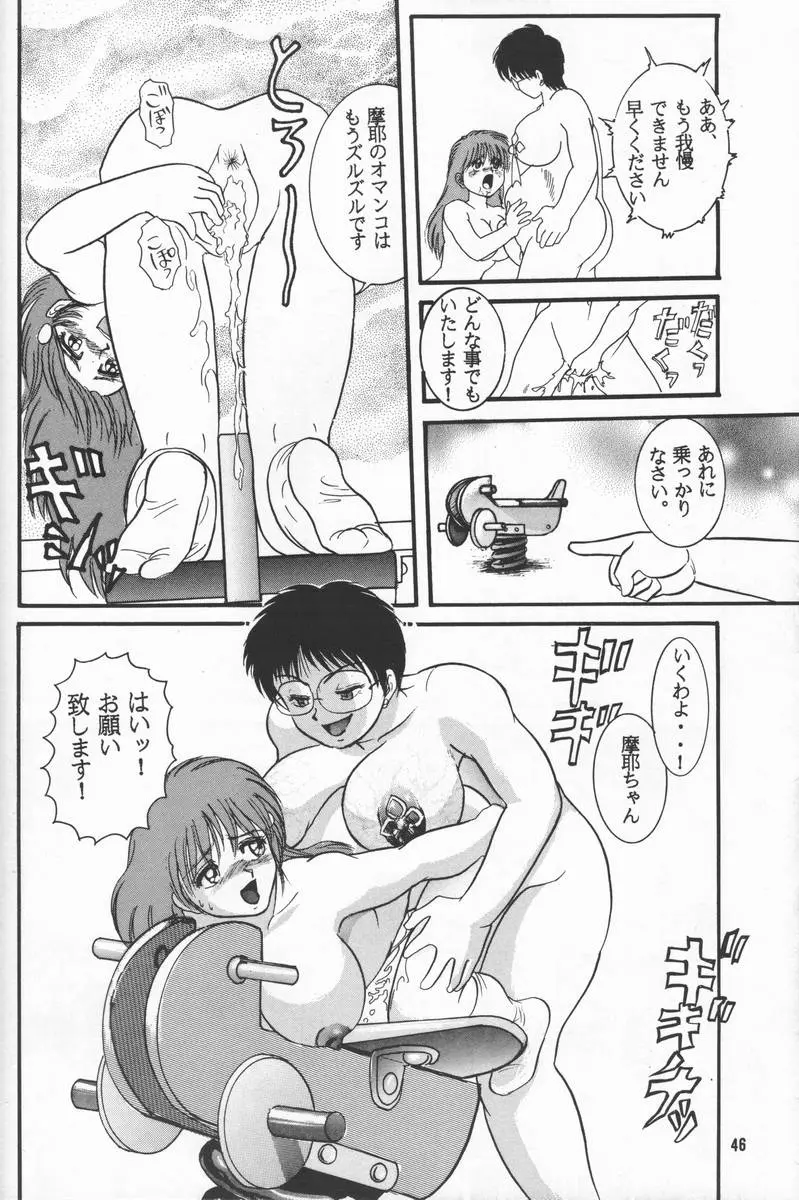 ああ、
もう我慢
できません
早くください
どんな事でも
いたします！
だくっ
だくっ
あれに
乗っかり
なさい。
摩耶のオマンコは
もうズルズルです
とろ〜
ごぼっ
こぽっ
ギシッ
いくわよ・・！
摩耶ちゃん
ギギ
はいッ！
お願い
致します！
46